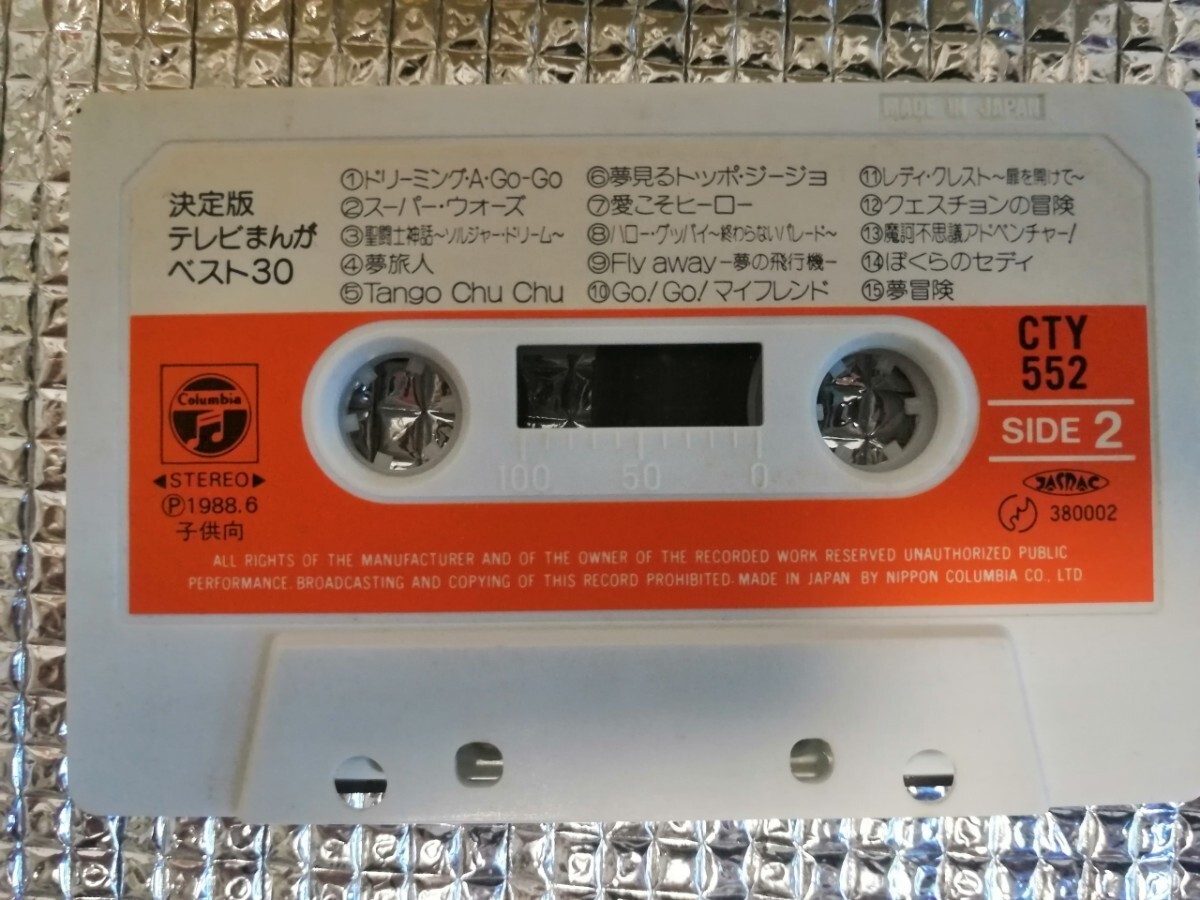 MADE IN JAPAN
決定版
テレビまんが
ベスト30
①ドリーミング・A・Go-Go
②スーパー・ウォーズ
③聖闘士神話〜ソルジャー・ドリーム〜
④夢旅人
⑤Tango Chu Chu
⑥夢見るトッポ・ジージョ
⑦愛こそヒーロー
⑧ハロー・グッバイ〜終わらないパレード〜
⑨Fly away-夢の飛行機-
⑩Go!Go!マイフレンド
⑪レディ・クレスト〜扉を開けて〜
⑫クエスチョンの冒険
⑬魔訶不思議アドベンチャー!
⑭ぼくらのセディ
⑮夢冒険
Columbia
◀STEREO▶
Ⓟ1988.6
子供向
100 50 0
CTY
552
SIDE 2
JASRAC
380002
ALL RIGHTS OF THE MANUFACTURER AND OF THE OWNER OF THE RECORDED WORK RESERVED UNAUTHORIZED PUBLIC
PERFORMANCE. BROADCASTING AND COPYING OF THIS RECORD PROHIBITED. MADE IN JAPAN BY NIPPON COLUMBIA CO., LTD